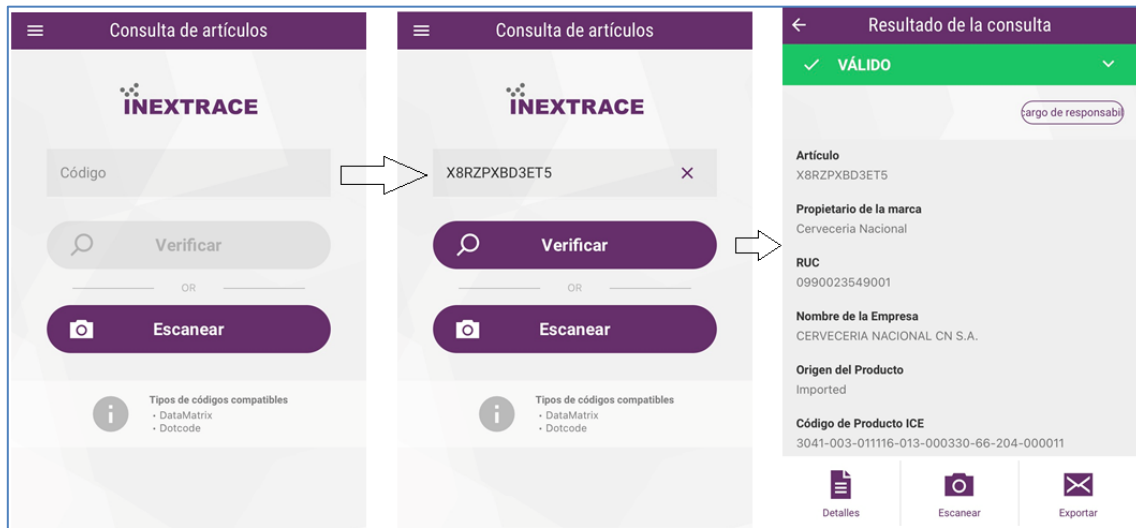 Consulta de artículos
INEXTRACE
Código
Verificar
OR
Escanear
Tipos de códigos compatibles
• DataMatrix
• Dotcode
Consulta de artículos
INEXTRACE
X8RZPXBD3ET5
Verificar
OR
Escanear
Tipos de códigos compatibles
• DataMatrix
• Dotcode
Resultado de la consulta
VÁLIDO
cargo de responsabil
Artículo
X8RZPXBD3ET5
Propietario de la marca
Cerveceria Nacional
RUC
0990023549001
Nombre de la Empresa
CERVECERIA NACIONAL CN S.A.
Origen del Producto
Imported
Código de Producto ICE
3041-003-011116-013-000330-66-204-000011
Detalles
Escanear
Exportar